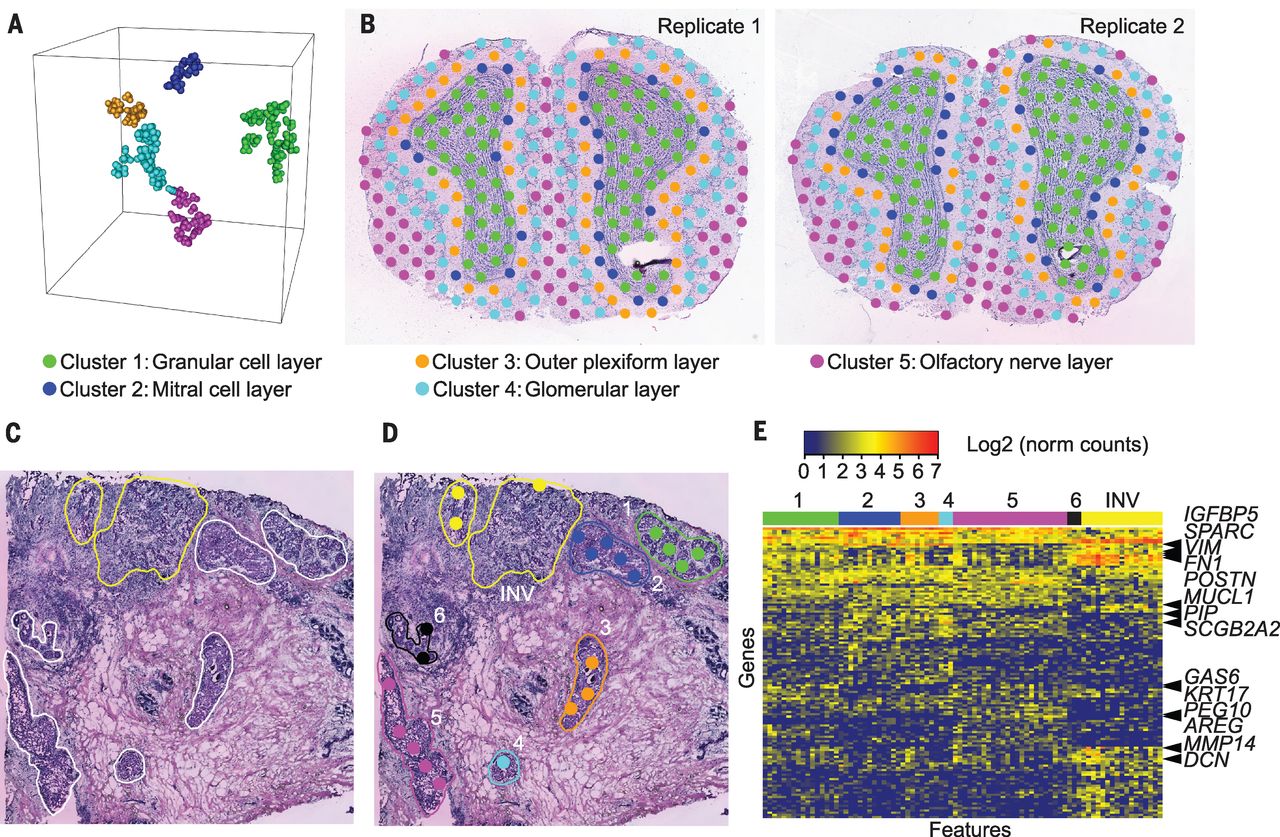 A
B
Replicate 1
Replicate 2
Cluster 1: Granular cell layer
Cluster 2: Mitral cell layer
Cluster 3: Outer plexiform layer
Cluster 4: Glomerular layer
Cluster 5: Olfactory nerve layer
C
D
1
2
INV
3
4
5
6
E
Log2 (norm counts)
0 1 2 3 4 5 6 7
1 2 3 4 5 6 INV
IGFBP5
SPARC
VIM
FN1
POSTN
MUCL1
PIP
SCGB2A2
GAS6
KRT17
PEG10
AREG
MMP14
DCN
Genes
Features